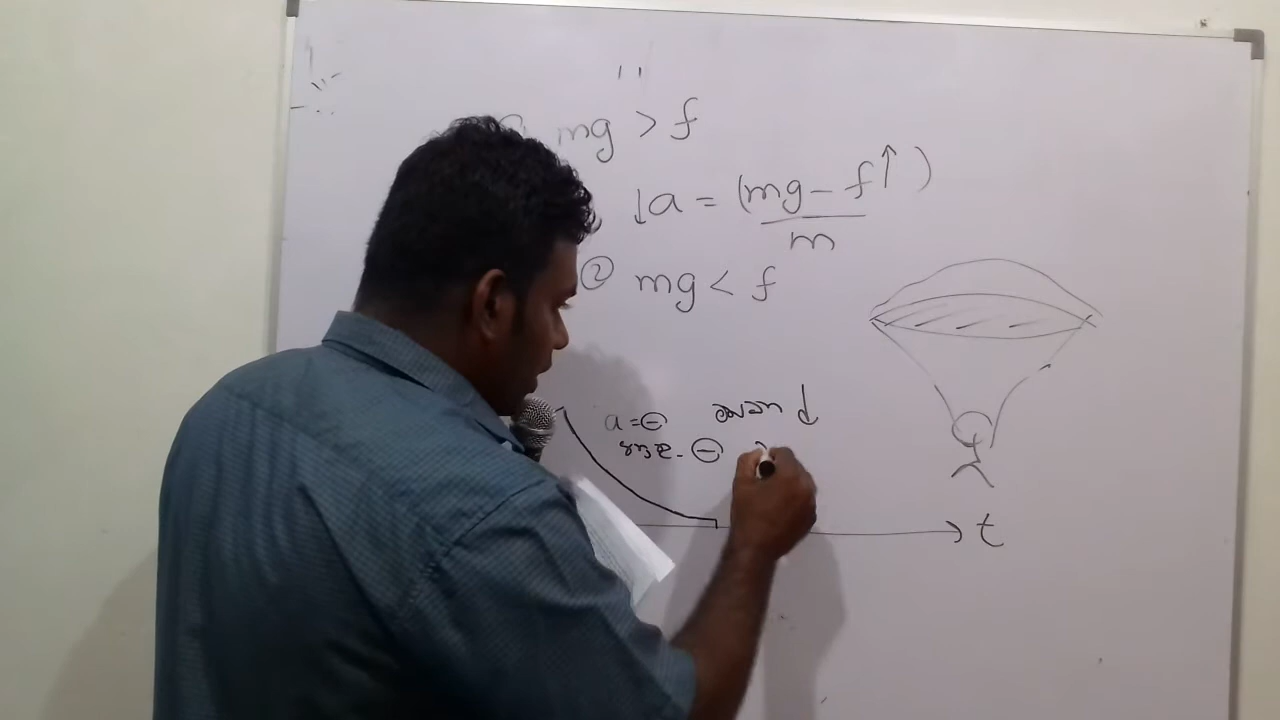 mg > f
↓a = (mg - f↑)
m
② mg < f
a = ⊖
⊖
t